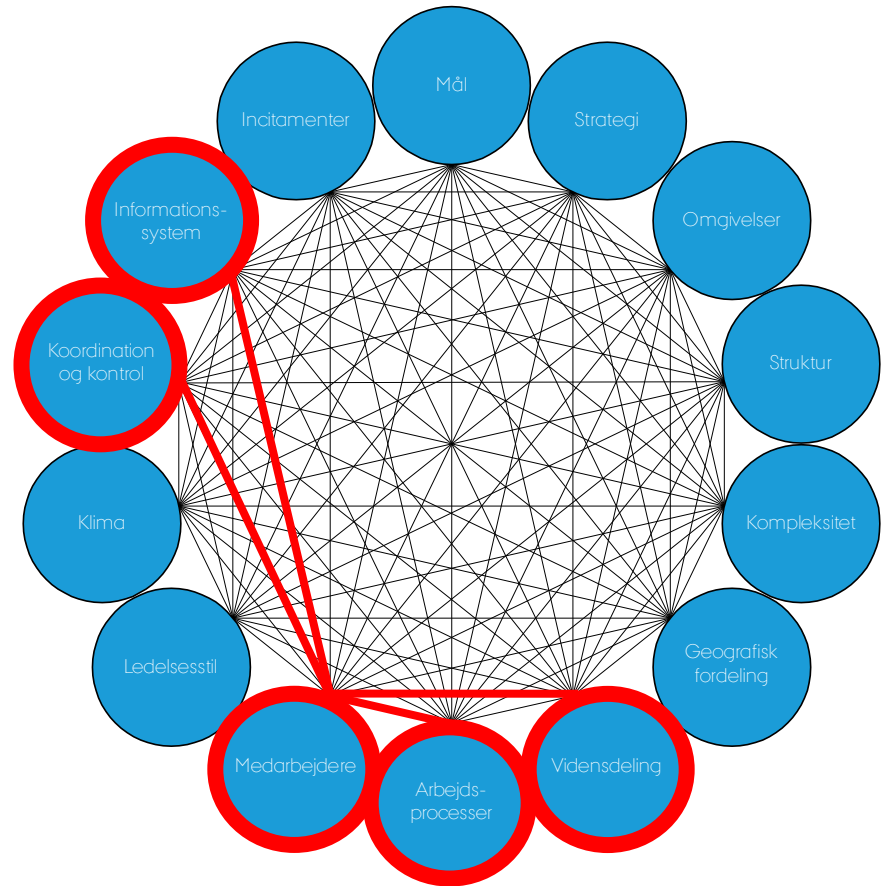 Mål
Incitamenter
Strategi
Informations-
system
Omgivelser
Koordination
og kontrol
Struktur
Klima
Kompleksitet
Ledelsesstil
Geografisk
fordeling
Medarbejdere
Arbejds-
processer
Vidensdeling